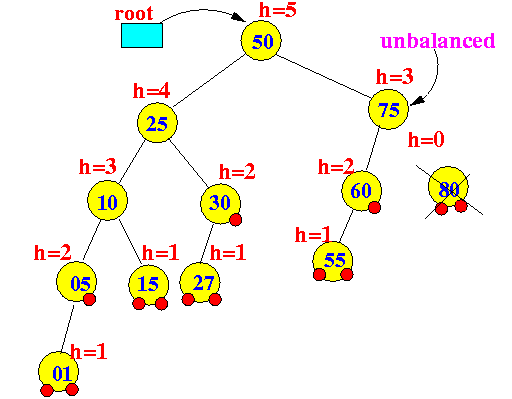 root
h=5
50
unbalanced
h=4
h=3
25
75
h=0
h=3
h=2
h=2
10
30
60
80
h=2
h=1
h=1
h=1
05
15
27
55
h=1
01